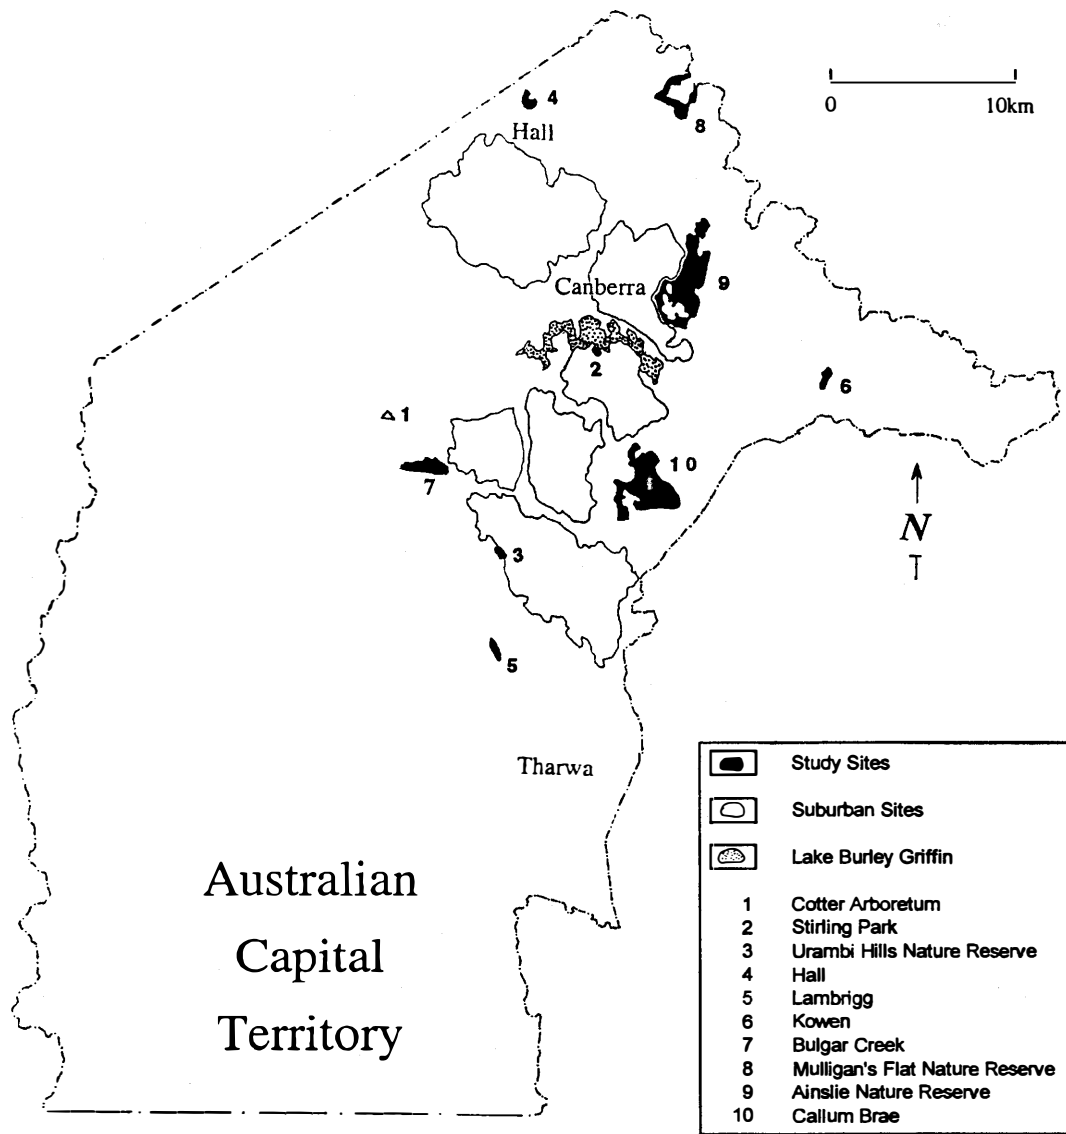 4
Hall
8
0 10km
Canberra
9
2
6
1
10
7
N
3
5
Tharwa
Australian
Capital
Territory
Study Sites
Suburban Sites
Lake Burley Griffin
1 Cotter Arboretum
2 Stirling Park
3 Urambi Hills Nature Reserve
4 Hall
5 Lambrigg
6 Kowen
7 Bulgar Creek
8 Mulligan's Flat Nature Reserve
9 Ainslie Nature Reserve
10 Callum Brae